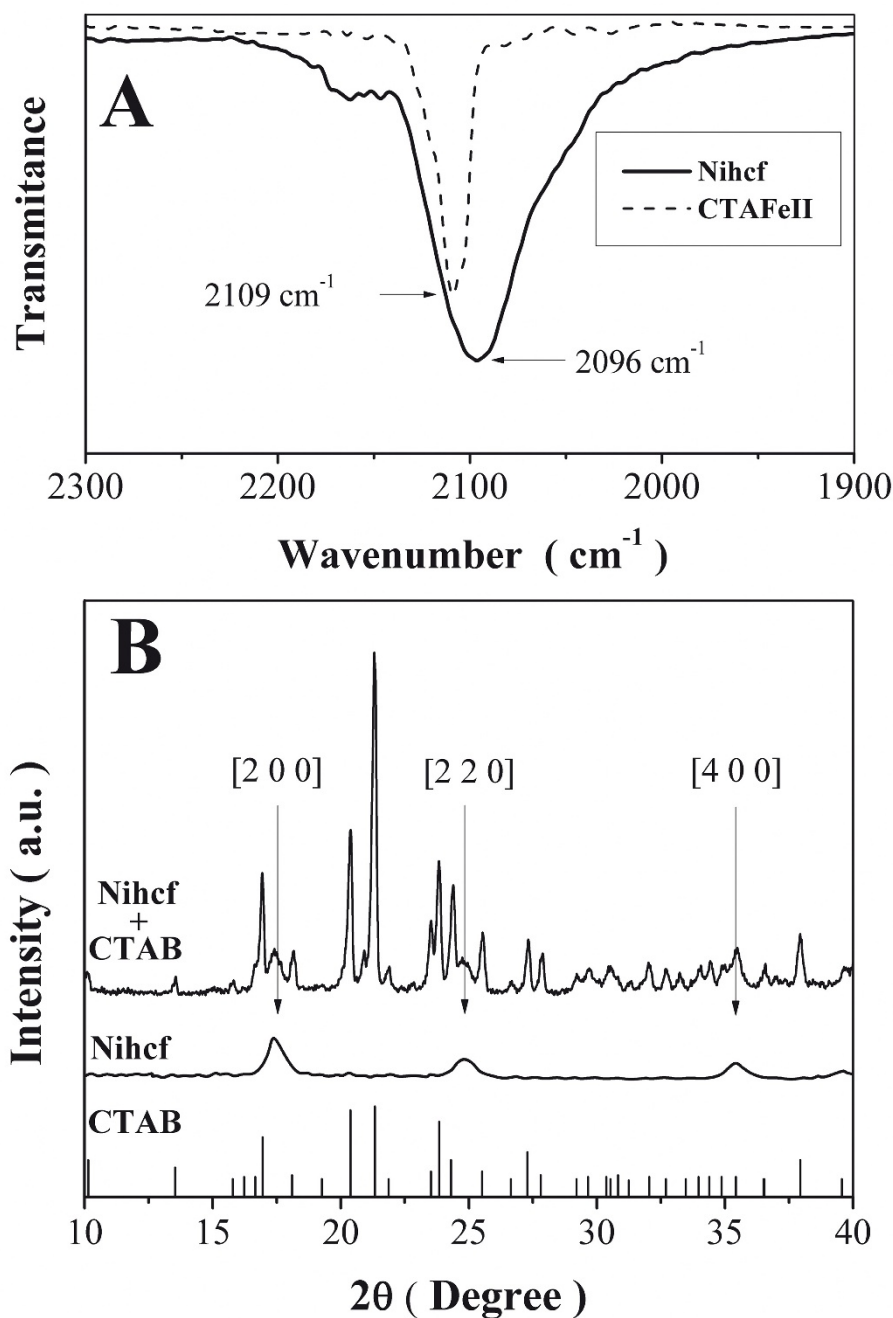 A
Transmitance
Nihcf
CTAFeII
2109 cm-1
2096 cm-1
2300 2200 2100 2000 1900
Wavenumber ( cm-1 )
B
Intensity ( a.u. )
[2 0 0] [2 2 0] [4 0 0]
Nihcf
+
CTAB
Nihcf
CTAB
10 15 20 25 30 35 40
2θ ( Degree )